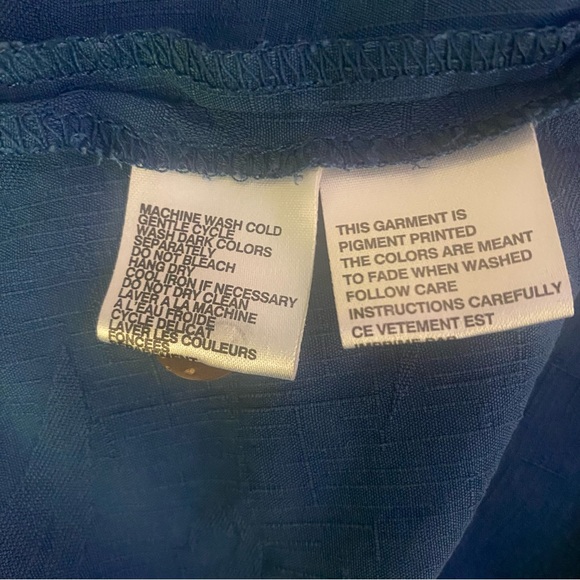 MACHINE WASH COLD
GENTLE CYCLE
WASH DARK COLORS
SEPARATELY
DO NOT BLEACH
HANG DRY
COOL IRON IF NECESSARY
DO NOT DRY CLEAN
LAVER A LA MACHINE
A L'EAU FROIDE
CYCLE DELICAT
LAVER LES COULEURS
FONCEES
THIS GARMENT IS
PIGMENT PRINTED
THE COLORS ARE MEANT
TO FADE WHEN WASHED
FOLLOW CARE
INSTRUCTIONS CAREFULLY
CE VETEMENT EST
IMPRIME PAR